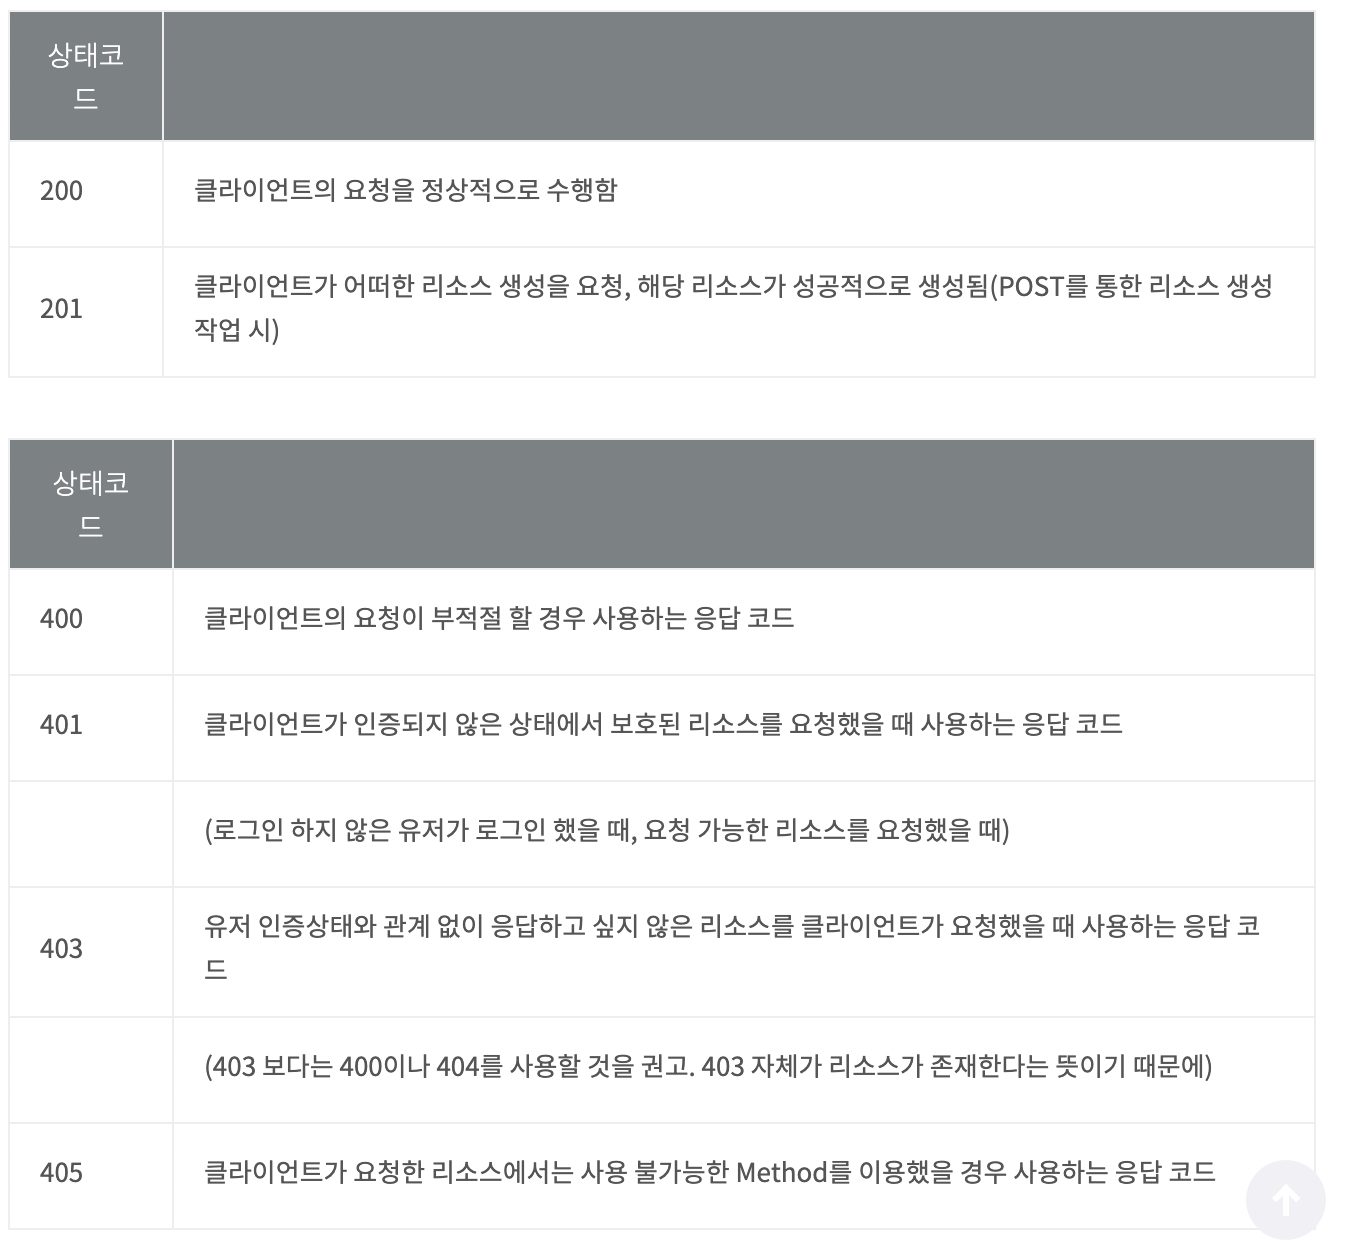 상태코
드
200
클라이언트의 요청을 정상적으로 수행함
201
클라이언트가 어떠한 리소스 생성을 요청, 해당 리소스가 성공적으로 생성됨(POST를 통한 리소스 생성
작업 시)
상태코
드
400
클라이언트의 요청이 부적절 할 경우 사용하는 응답 코드
401
클라이언트가 인증되지 않은 상태에서 보호된 리소스를 요청했을 때 사용하는 응답 코드
(로그인 하지 않은 유저가 로그인 했을 때, 요청 가능한 리소스를 요청했을 때)
403
유저 인증상태와 관계 없이 응답하고 싶지 않은 리소스를 클라이언트가 요청했을 때 사용하는 응답 코
드
(403 보다는 400이나 404를 사용할 것을 권고. 403 자체가 리소스가 존재한다는 뜻이기 때문에)
405
클라이언트가 요청한 리소스에서는 사용 불가능한 Method를 이용했을 경우 사용하는 응답 코드